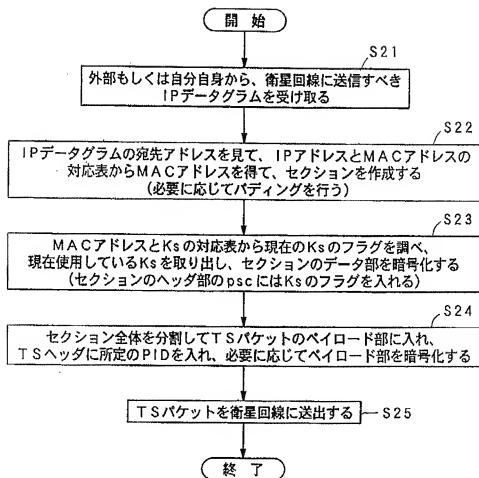 開 始
S21
外部もしくは自分自身から、衛星回線に送信すべき
IPデータグラムを受け取る
S22
IPデータグラムの宛先アドレスを見て、IPアドレスとMACアドレスの
対応表からMACアドレスを得て、セクションを作成する
(必要に応じてパディングを行う)
S23
MACアドレスとKsの対応表から現在のKsのフラグを調べ、
現在使用しているKsを取り出し、セクションのデータ部を暗号化する
(セクションのヘッダ部のpscにはKsのフラグを入れる)
S24
セクション全体を分割してTSパケットのペイロード部に入れ、
TSヘッダに所定のPIDを入れ、必要に応じてペイロード部を暗号化する
TSパケットを衛星回線に送出する
S25
終 了